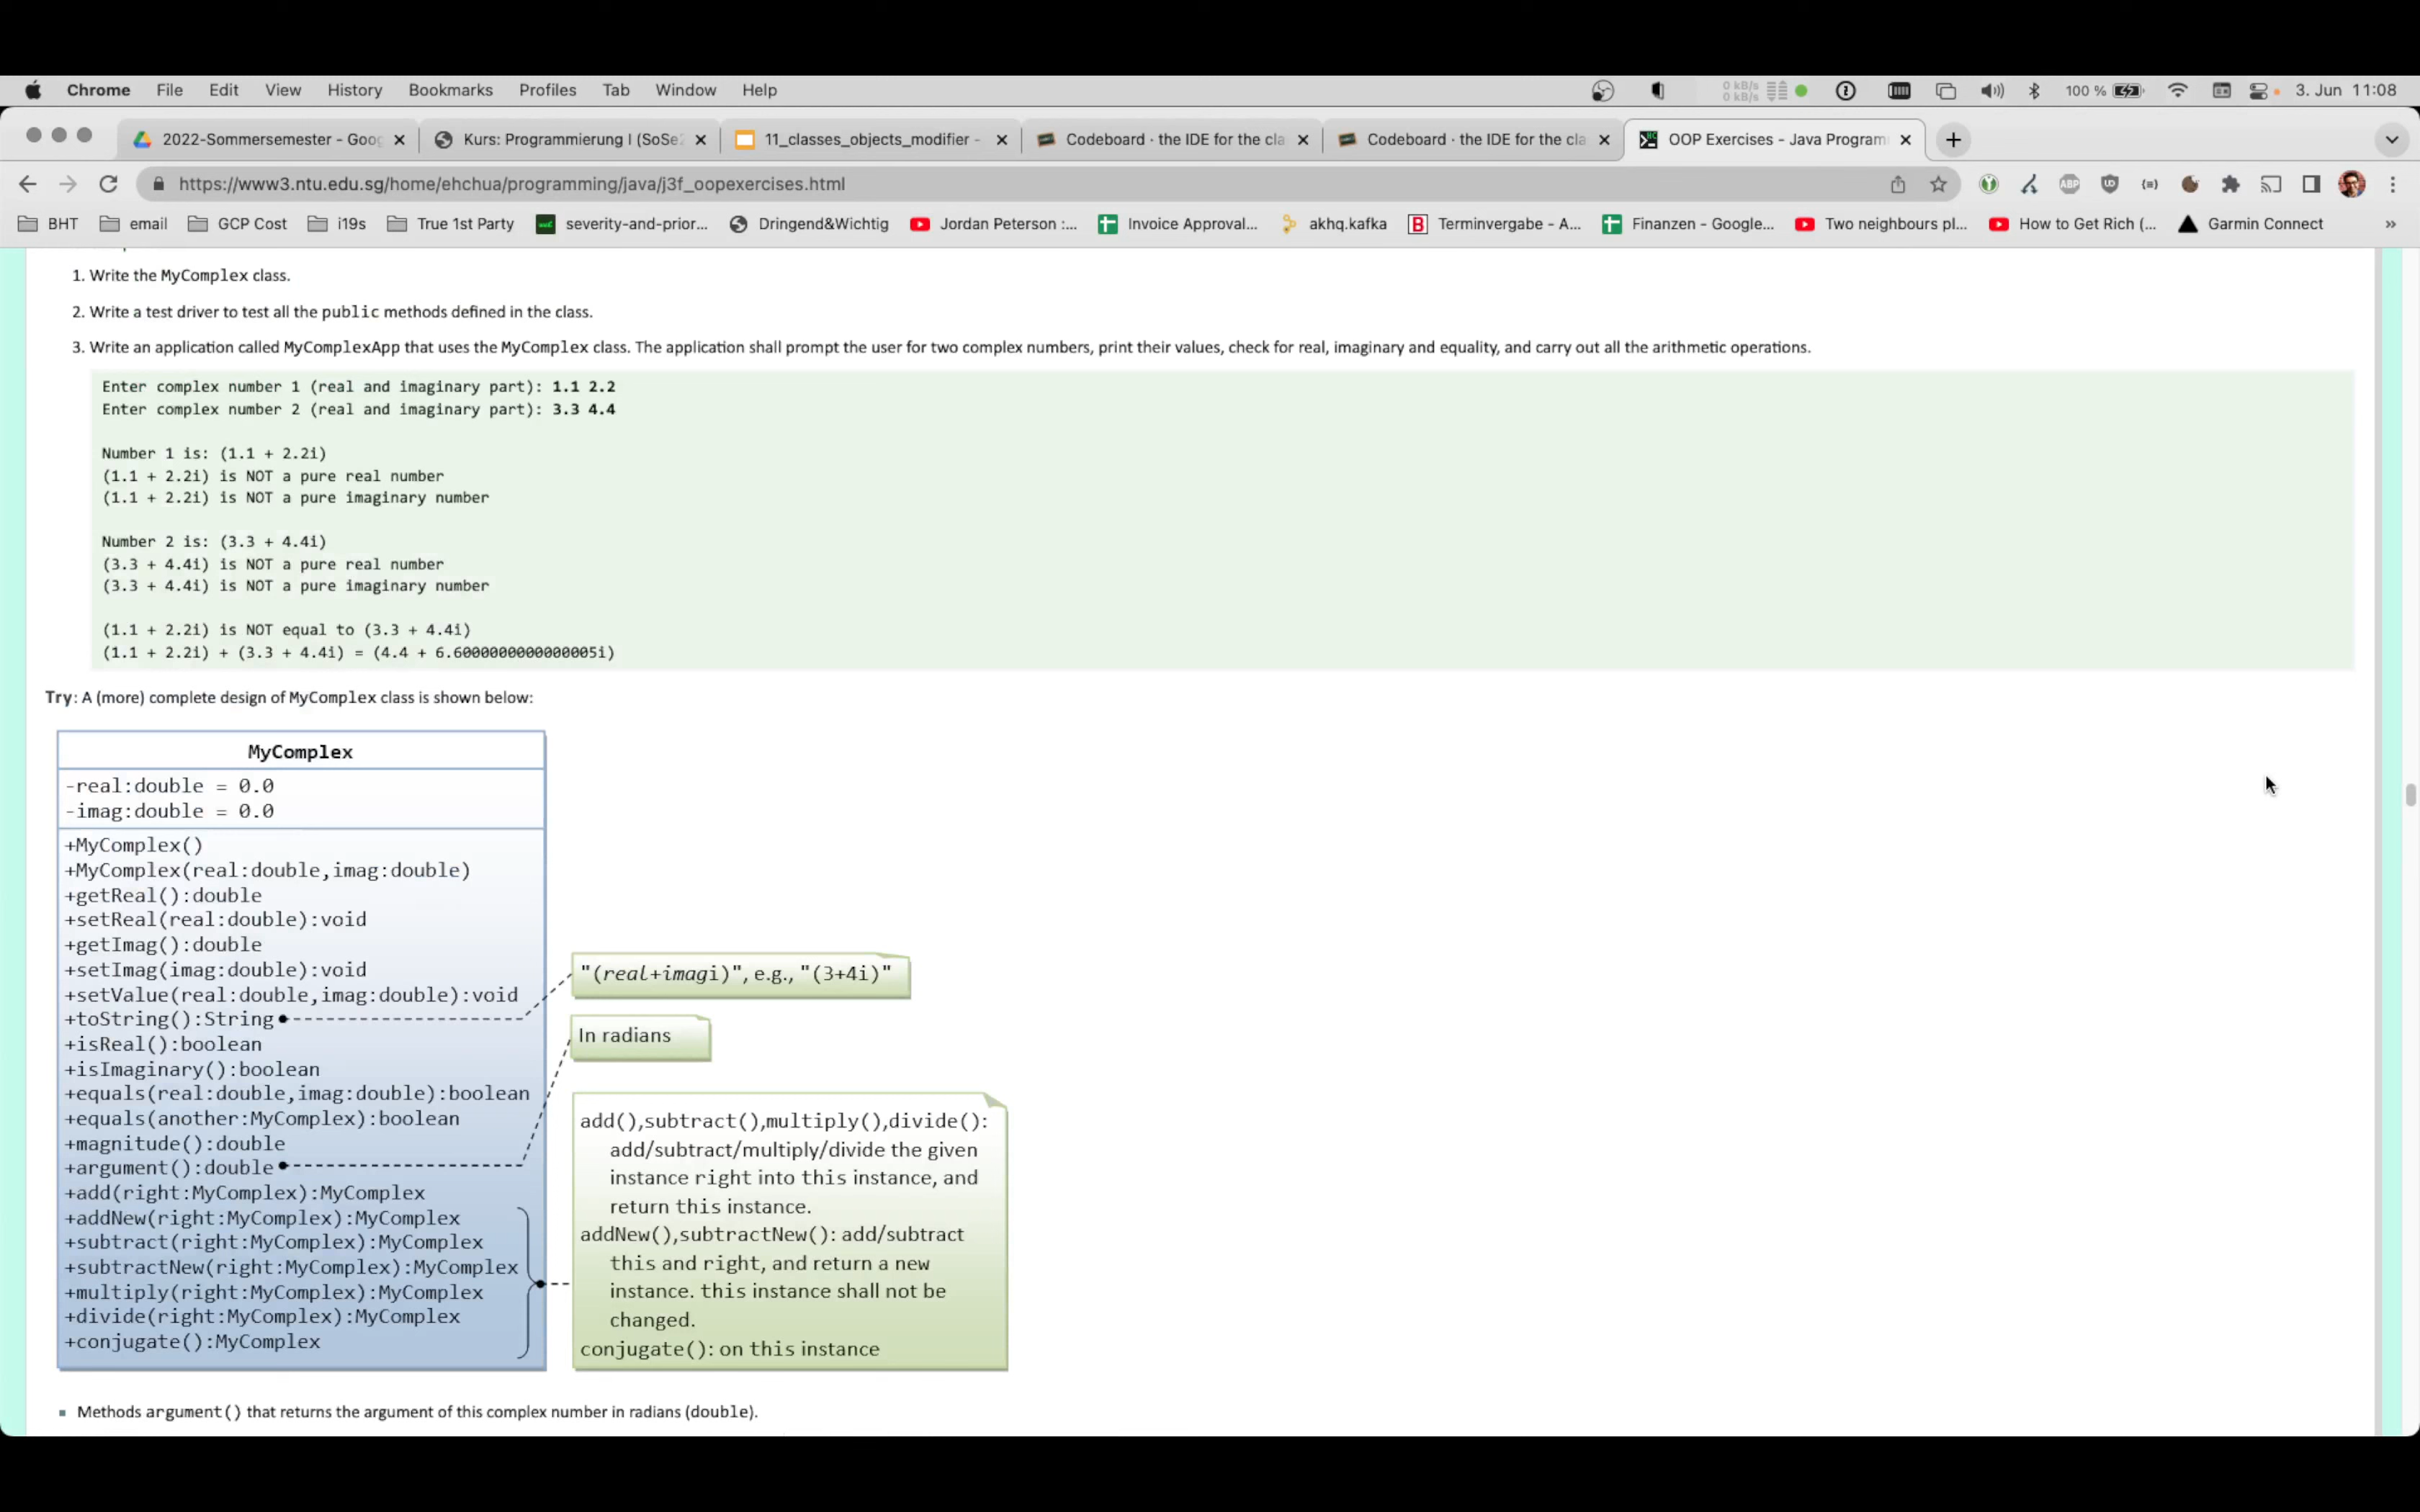 Chrome File Edit View History Bookmarks Profiles Tab Window Help 0 kB/s 0 kB/s 100 % 3. Jun 11:08
2022-Sommersemester - Goog Kurs: Programmierung I (SoSe2 11_classes_objects_modifier - Codeboard · the IDE for the cla Codeboard · the IDE for the cla OOP Exercises - Java Program
https://www3.ntu.edu.sg/home/ehchua/programming/java/j3f_oopexercises.html ABP
BHT email GCP Cost i19s True 1st Party severity-and-prior... Dringend&Wichtig Jordan Peterson :... Invoice Approval... akhq.kafka Terminvergabe - A... Finanzen - Google... Two neighbours pl... How to Get Rich (... Garmin Connect »
1. Write the MyComplex class.
2. Write a test driver to test all the public methods defined in the class.
3. Write an application called MyComplexApp that uses the MyComplex class. The application shall prompt the user for two complex numbers, print their values, check for real, imaginary and equality, and carry out all the arithmetic operations.
Enter complex number 1 (real and imaginary part): 1.1 2.2
Enter complex number 2 (real and imaginary part): 3.3 4.4
Number 1 is: (1.1 + 2.2i)
(1.1 + 2.2i) is NOT a pure real number
(1.1 + 2.2i) is NOT a pure imaginary number
Number 2 is: (3.3 + 4.4i)
(3.3 + 4.4i) is NOT a pure real number
(3.3 + 4.4i) is NOT a pure imaginary number
(1.1 + 2.2i) is NOT equal to (3.3 + 4.4i)
(1.1 + 2.2i) + (3.3 + 4.4i) = (4.4 + 6.600000000000005i)
Try: A (more) complete design of MyComplex class is shown below:
MyComplex
-real:double = 0.0
-imag:double = 0.0
+MyComplex()
+MyComplex(real:double,imag:double)
+getReal():double
+setReal(real:double):void
+getImag():double
+setImag(imag:double):void
+setValue(real:double,imag:double):void
+toString():String
+isReal():boolean
+isImaginary():boolean
+equals(real:double,imag:double):boolean
+equals(another:MyComplex):boolean
+magnitude():double
+argument():double
+add(right:MyComplex):MyComplex
+addNew(right:MyComplex):MyComplex
+subtract(right:MyComplex):MyComplex
+subtractNew(right:MyComplex):MyComplex
+multiply(right:MyComplex):MyComplex
+divide(right:MyComplex):MyComplex
+conjugate():MyComplex
"(real+imagi)", e.g., "(3+4i)"
In radians
add(),subtract(),multiply(),divide():
add/subtract/multiply/divide the given
instance right into this instance, and
return this instance.
addNew(),subtractNew(): add/subtract
this and right, and return a new
instance. this instance shall not be
changed.
conjugate(): on this instance
▪ Methods argument() that returns the argument of this complex number in radians (double).